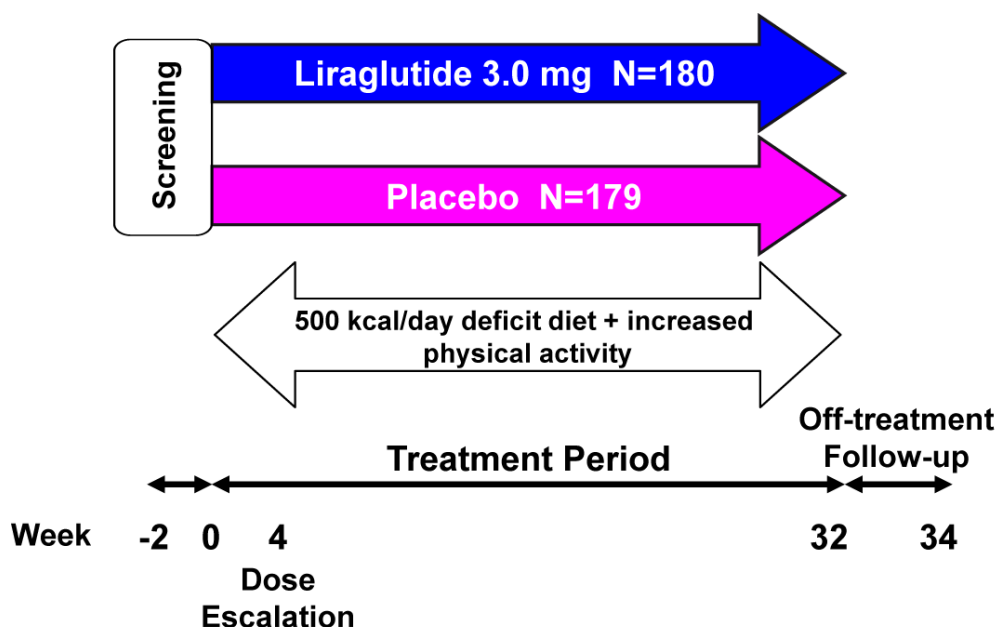 Screening
Liraglutide 3.0 mg N=180
Placebo N=179
500 kcal/day deficit diet + increased
physical activity
Off-treatment
Follow-up
Treatment Period
Week -2 0 4 32 34
Dose
Escalation